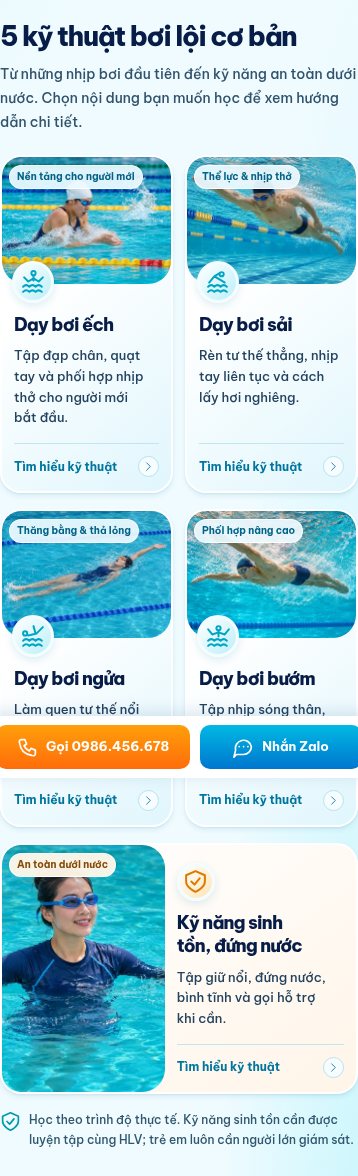 5 kỹ thuật bơi lội cơ bản
Từ những nhịp bơi đầu tiên đến kỹ năng an toàn dưới
nước. Chọn nội dung bạn muốn học để xem hướng
dẫn chi tiết.
Nền tảng cho người mới
Dạy bơi ếch
Tập đạp chân, quạt
tay và phối hợp nhịp
thở cho người mới
bắt đầu.
Tìm hiểu kỹ thuật
Thể lực & nhịp thở
Dạy bơi sải
Rèn tư thế thẳng, nhịp
tay liên tục và cách
lấy hơi nghiêng.
Tìm hiểu kỹ thuật
Thăng bằng & thả lỏng
Dạy bơi ngửa
Làm quen tư thế nổi
Tìm hiểu kỹ thuật
Phối hợp nâng cao
Dạy bơi bướm
Tập nhịp sóng thân,
Tìm hiểu kỹ thuật
Gọi 0986.456.678
Nhắn Zalo
An toàn dưới nước
Kỹ năng sinh
tồn, đứng nước
Tập giữ nổi, đứng nước,
bình tĩnh và gọi hỗ trợ
khi cần.
Tìm hiểu kỹ thuật
Học theo trình độ thực tế. Kỹ năng sinh tồn cần được
luyện tập cùng HLV; trẻ em luôn cần người lớn giám sát.